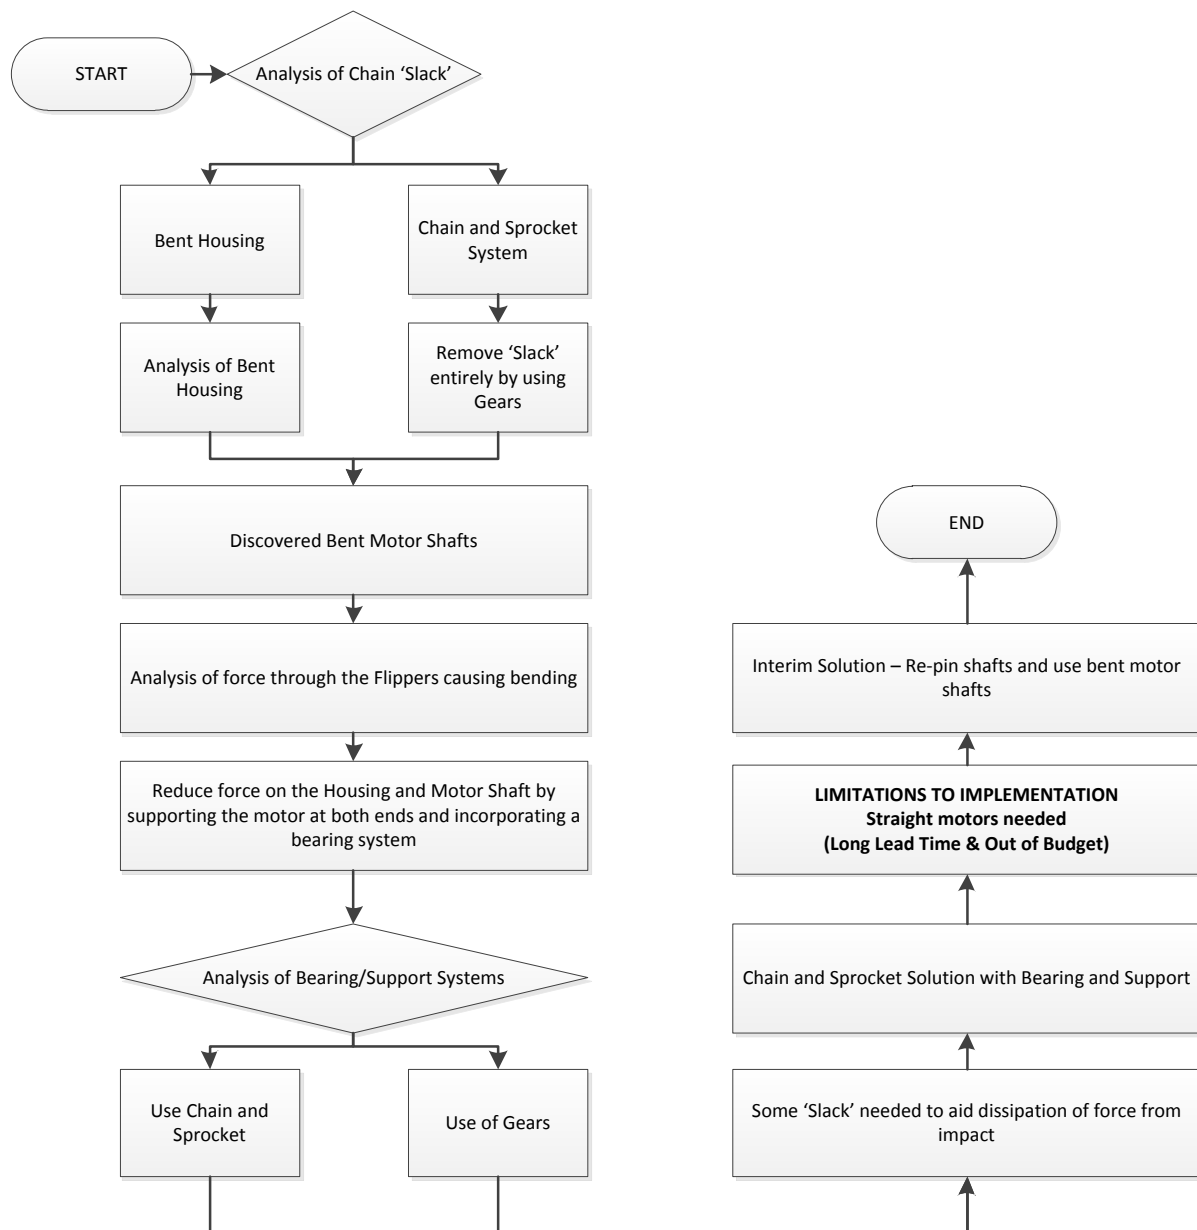 START
Analysis of Chain ‘Slack’
Bent Housing
Chain and Sprocket
System
Analysis of Bent
Housing
Remove ‘Slack’
entirely by using
Gears
Discovered Bent Motor Shafts
Analysis of force through the Flippers causing bending
Reduce force on the Housing and Motor Shaft by
supporting the motor at both ends and incorporating a
bearing system
Analysis of Bearing/Support Systems
Use Chain and
Sprocket
Use of Gears
Some ‘Slack’ needed to aid dissipation of force from
impact
Chain and Sprocket Solution with Bearing and Support
LIMITATIONS TO IMPLEMENTATION
Straight motors needed
(Long Lead Time & Out of Budget)
Interim Solution – Re-pin shafts and use bent motor
shafts
END